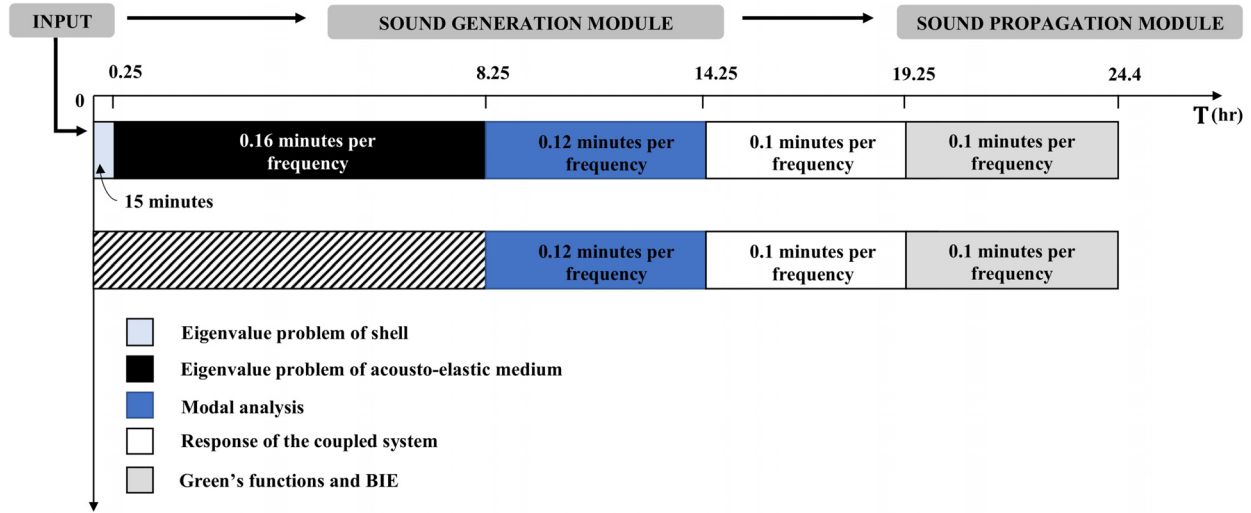 INPUT
SOUND GENERATION MODULE
SOUND PROPAGATION MODULE
0.25
8.25
14.25
19.25
24.4
0
T (hr)
0.16 minutes per
frequency
0.12 minutes per
frequency
0.1 minutes per
frequency
0.1 minutes per
frequency
15 minutes
0.12 minutes per
frequency
0.1 minutes per
frequency
0.1 minutes per
frequency
Eigenvalue problem of shell
Eigenvalue problem of acousto-elastic medium
Modal analysis
Response of the coupled system
Green’s functions and BIE